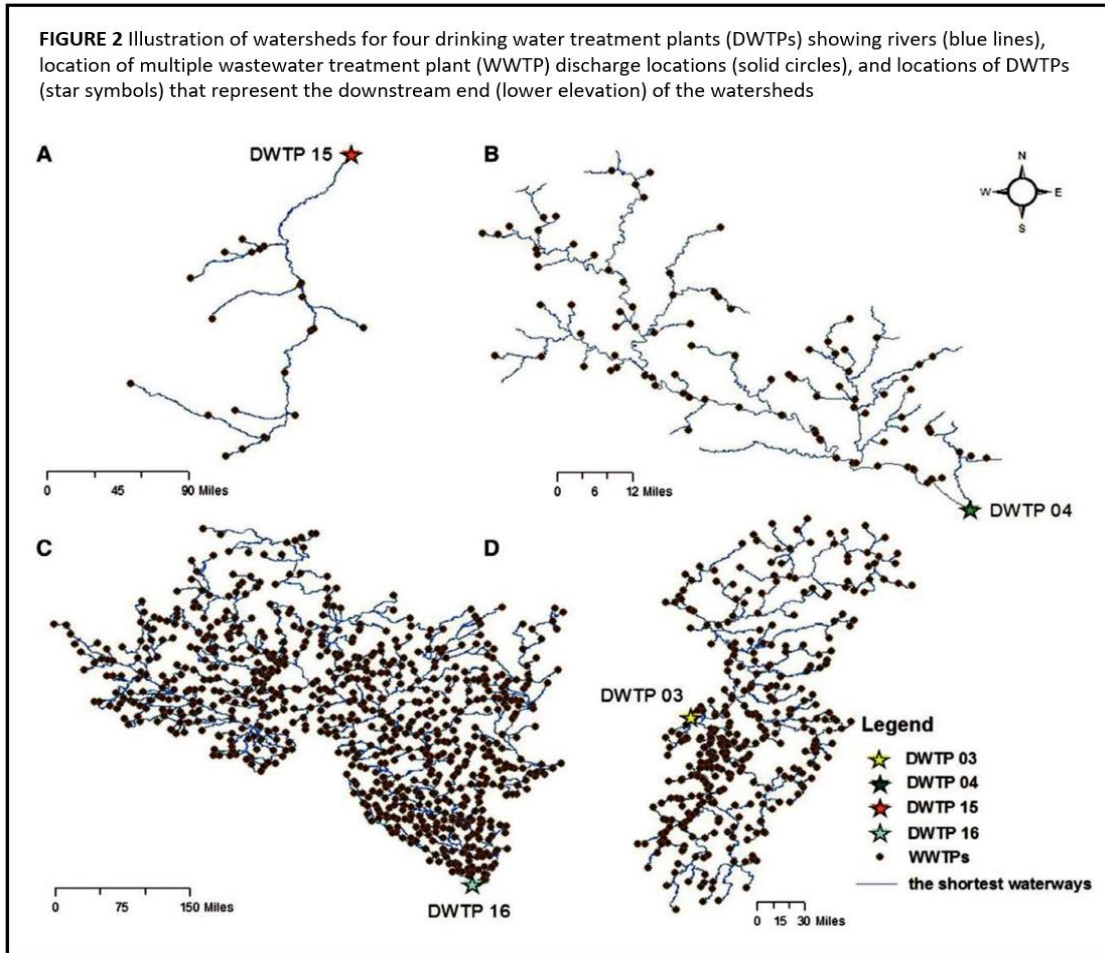 FIGURE 2 Illustration of watersheds for four drinking water treatment plants (DWTPs) showing rivers (blue lines),
location of multiple wastewater treatment plant (WWTP) discharge locations (solid circles), and locations of DWTPs
(star symbols) that represent the downstream end (lower elevation) of the watersheds
A
DWTP 15
0 45 90 Miles
B
N
W E
S
0 6 12 Miles
DWTP 04
C
0 75 150 Miles
DWTP 16
D
DWTP 03
0 15 30 Miles
Legend
DWTP 03
DWTP 04
DWTP 15
DWTP 16
WWTPs
the shortest waterways